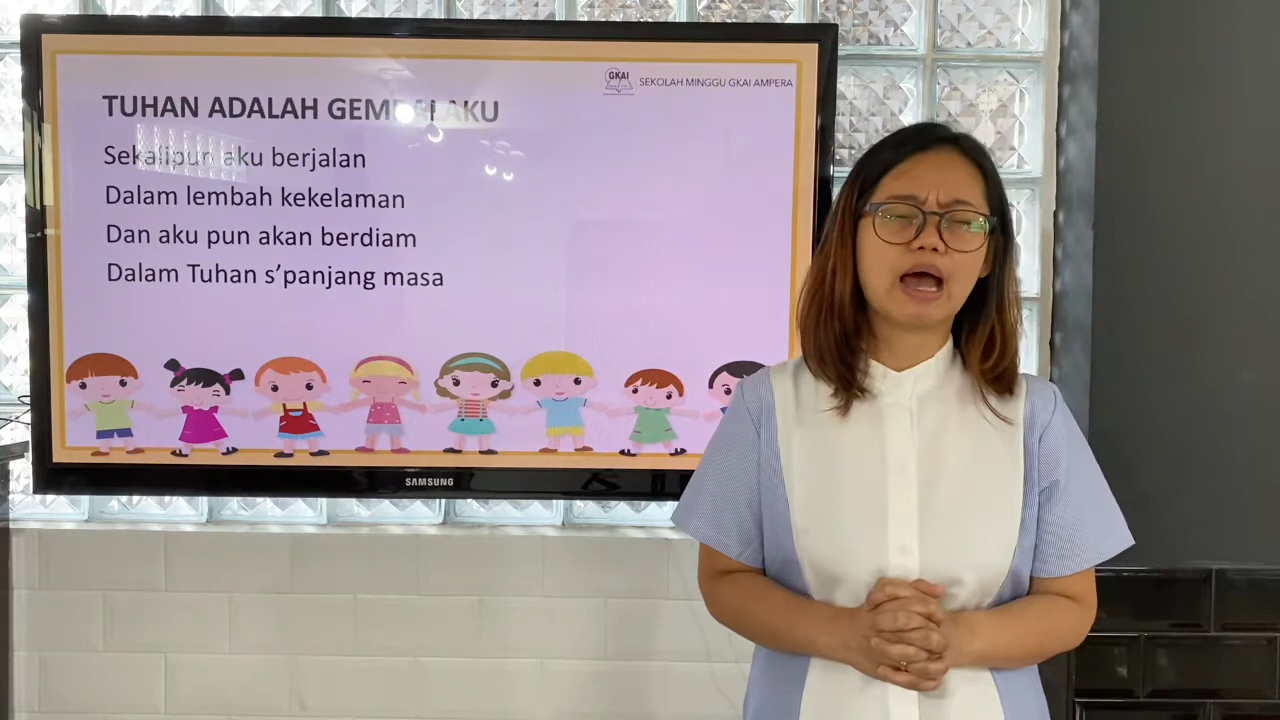 GKAI
SEKOLAH MINGGU GKAI AMPERA
TUHAN ADALAH GEMBALAKU
Sekalipun aku berjalan
Dalam lembah kekelaman
Dan aku pun akan berdiam
Dalam Tuhan s'panjang masa
SAMSUNG